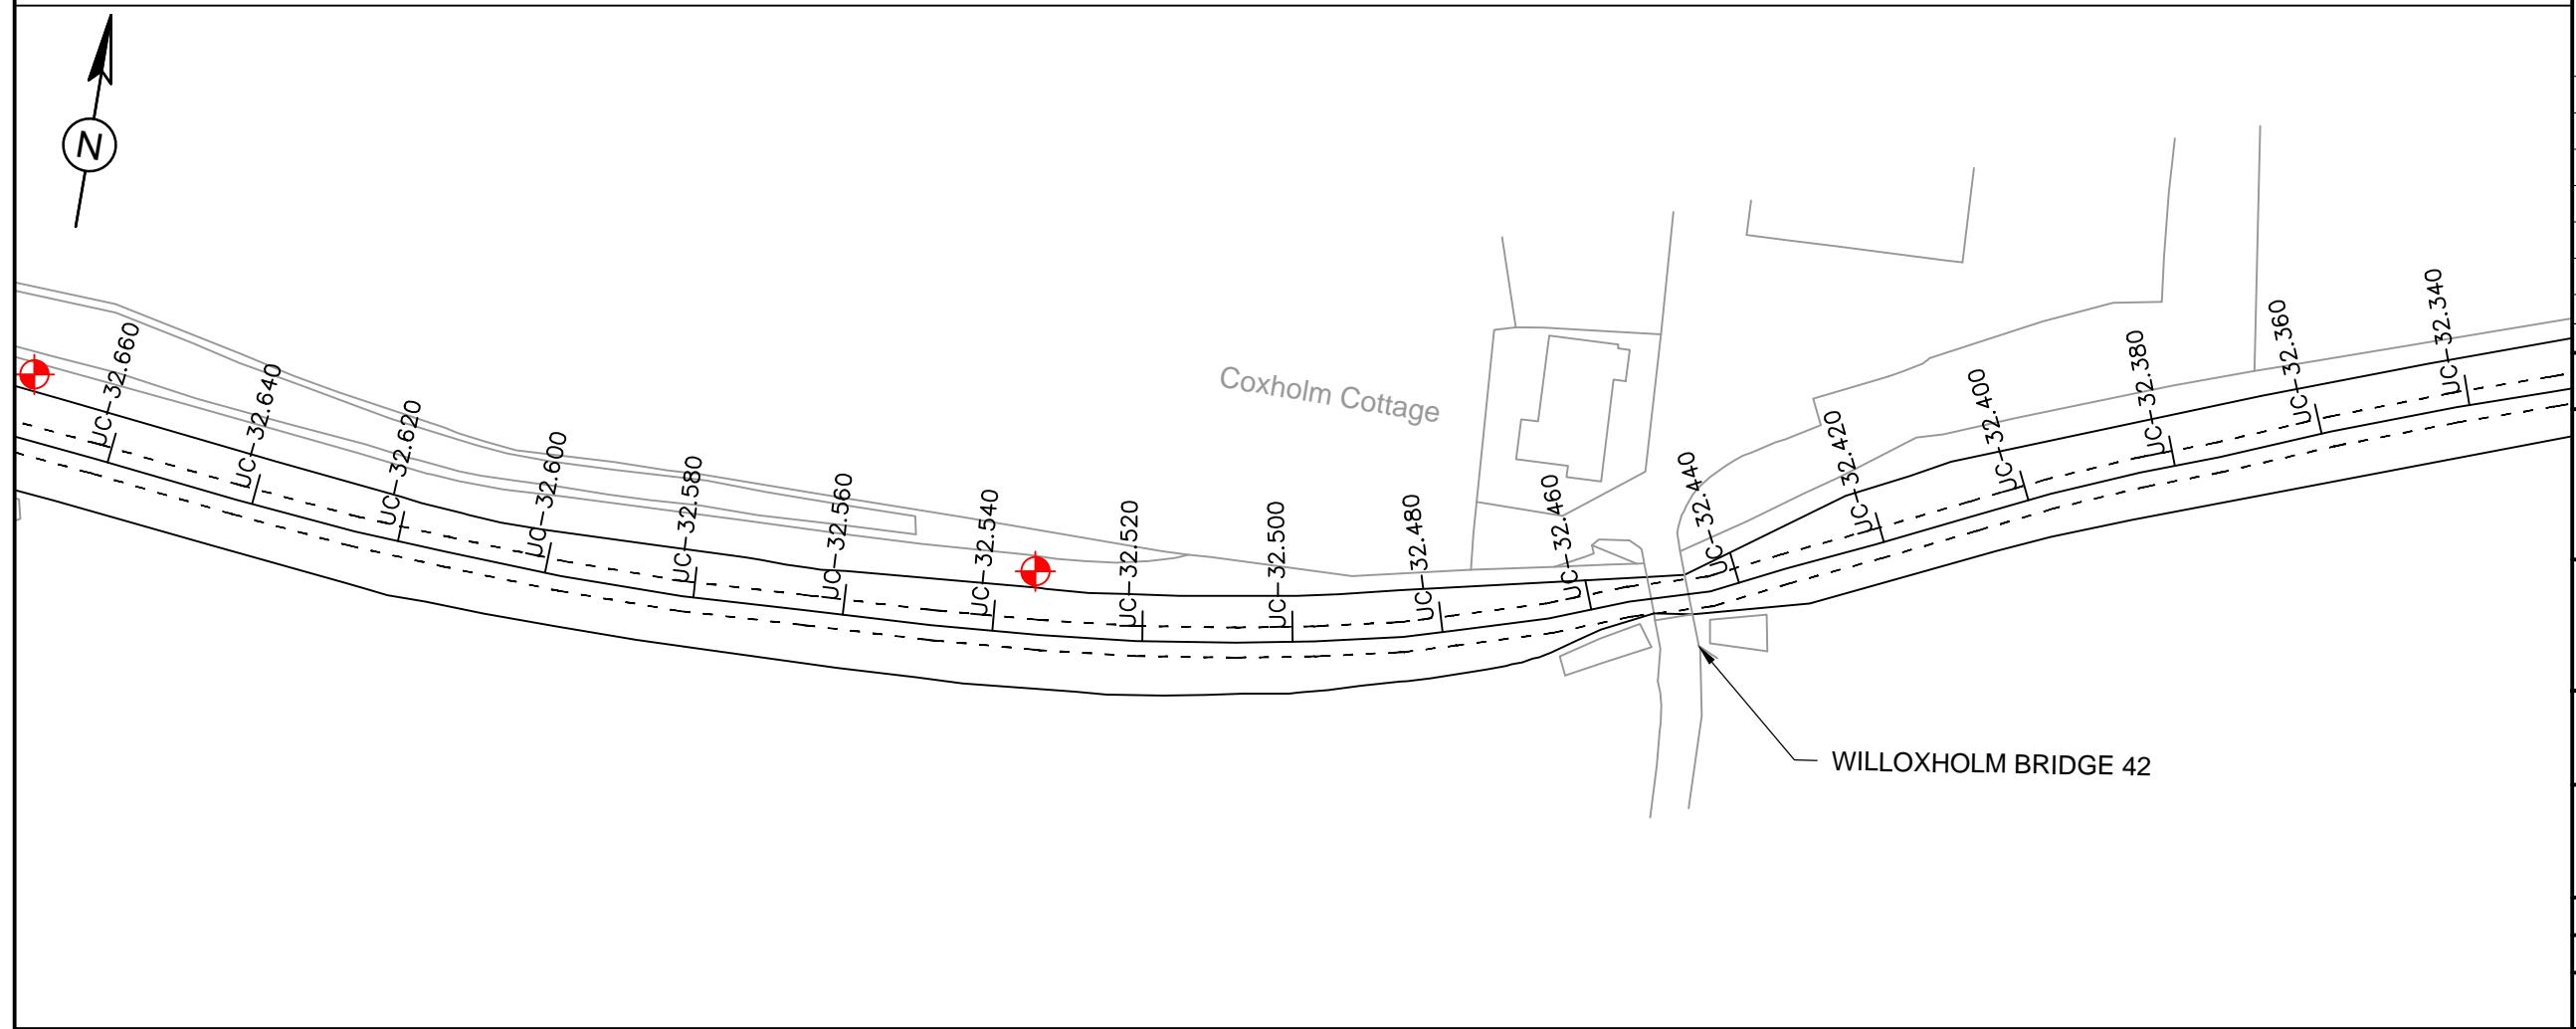 N
UC-32.660
UC-32.640
UC-32.620
UC-32.600
UC-32.580
UC-32.560
UC-32.540
UC-32.520
UC-32.500
UC-32.480
UC-32.460
UC-32.440
UC-32.420
UC-32.400
UC-32.380
UC-32.360
UC-32.340
Coxholm Cottage
WILLOXHOLM BRIDGE 42